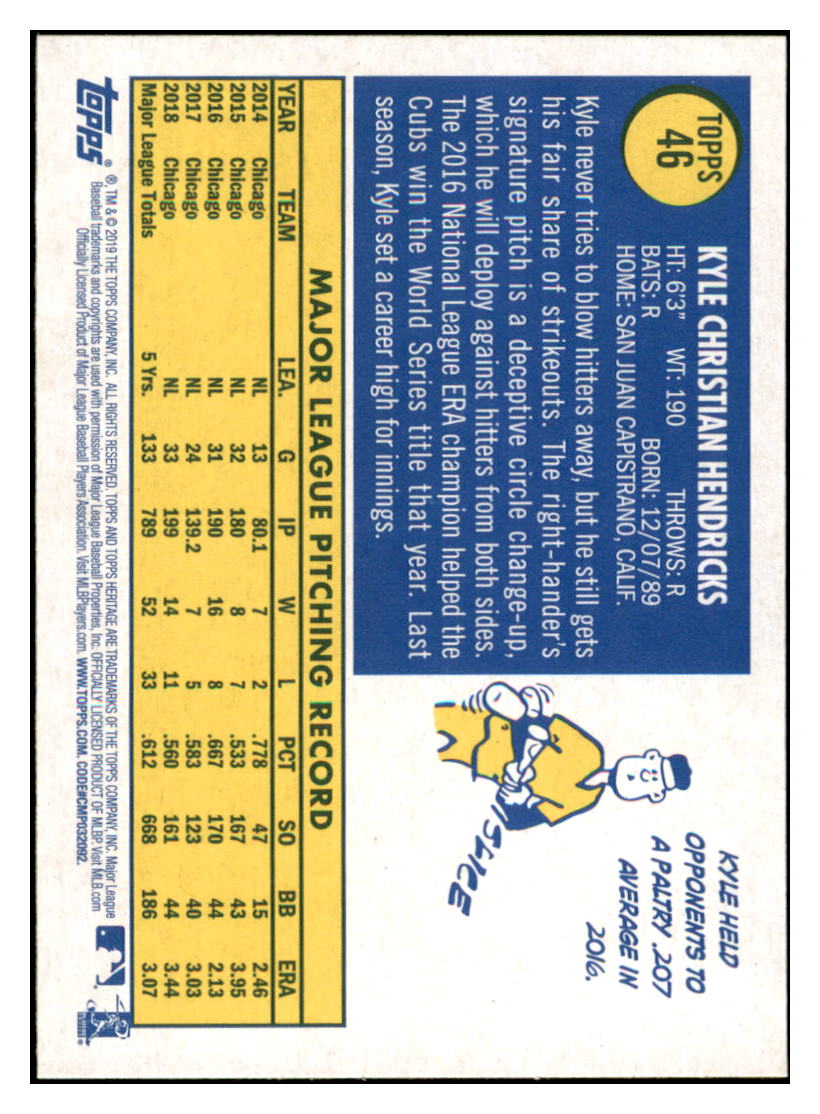 TOPPS
46
KYLE CHRISTIAN HENDRICKS
HT: 6'3" WT: 190 THROWS: R
BATS: R BORN: 12/07/89
HOME: SAN JUAN CAPISTRANO, CALIF.
Kyle never tries to blow hitters away, but he still gets
his fair share of strikeouts. The right-hander's
signature pitch is a deceptive circle change-up,
which he will deploy against hitters from both sides.
The 2016 National League ERA champion helped the
Cubs win the World Series title that year. Last
season, Kyle set a career high for innings.
KYLE HELD
OPPONENTS TO
A PALTRY .207
AVERAGE IN
2016.
SLICE
MAJOR LEAGUE PITCHING RECORD
YEAR TEAM LEA. G IP W L PCT SO BB ERA
2014 Chicago NL 13 80.1 7 2 .778 47 15 2.46
2015 Chicago NL 32 180 8 7 .533 167 43 3.95
2016 Chicago NL 31 190 16 8 .667 170 44 2.13
2017 Chicago NL 24 139.2 7 5 .583 123 40 3.03
2018 Chicago NL 33 199 14 11 .560 161 44 3.44
Major League Totals 5 Yrs. 133 789 52 33 .612 668 186 3.07
topps®
®, TM & © 2019 THE TOPPS COMPANY, INC. ALL RIGHTS RESERVED. TOPPS AND TOPPS HERITAGE ARE TRADEMARKS OF THE TOPPS COMPANY, INC. Major League
Baseball trademarks and copyrights are used with permission of Major League Baseball Properties, Inc. OFFICIALLY LICENSED PRODUCT OF MLBP. Visit MLB.com
Officially Licensed Product of Major League Baseball Players Association. Visit MLBPlayers.com. WWW.TOPPS.COM. CODE#CMP032092.